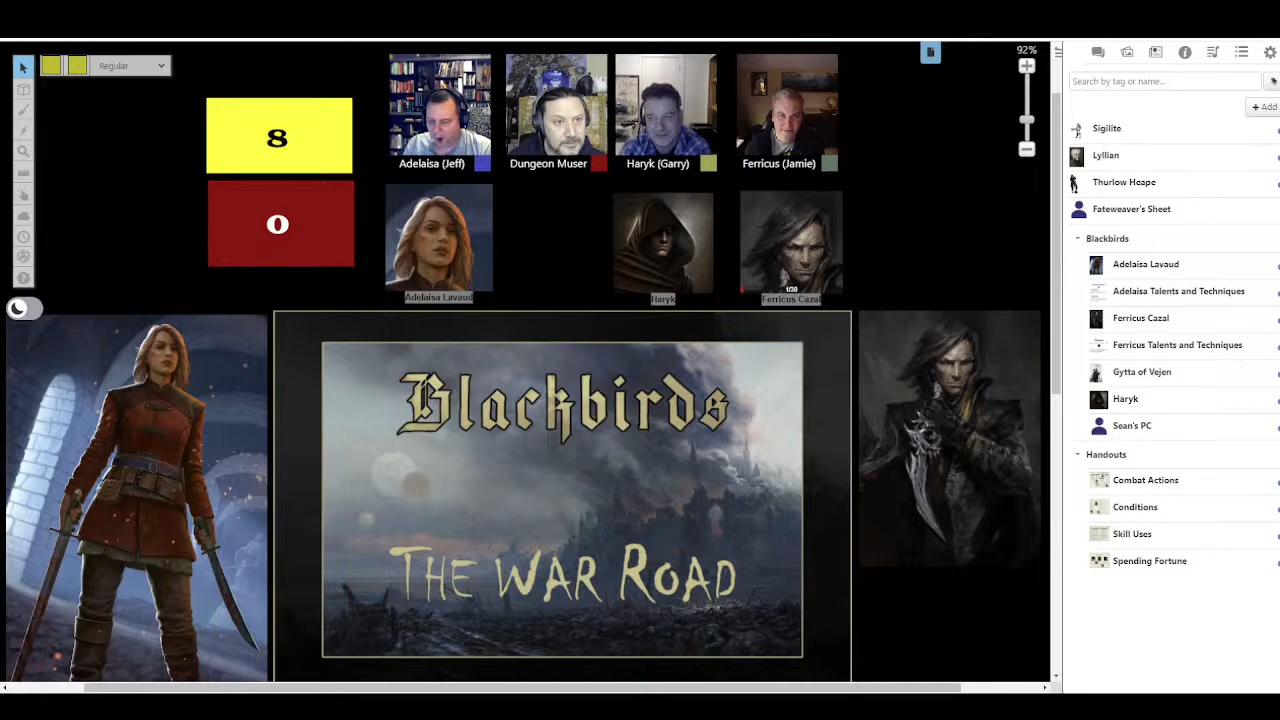 92%
Regular
Search by tag or name...
Add
8
Adelaisa (Jeff)
Dungeon Muser
Haryk (Garry)
Ferricus (Jamie)
0
1/30
Adelaisa Lavaud
Haryk
Ferricus Cazal
Blackbirds
The War Road
Sigilite
Lyllian
Thurlow Heape
Fateweaver's Sheet
Blackbirds
Adelaisa Lavaud
Adelaisa Talents and Techniques
Ferricus Cazal
Ferricus Talents and Techniques
Gytta of Vejen
Haryk
Sean's PC
Handouts
Combat Actions
Conditions
Skill Uses
Spending Fortune